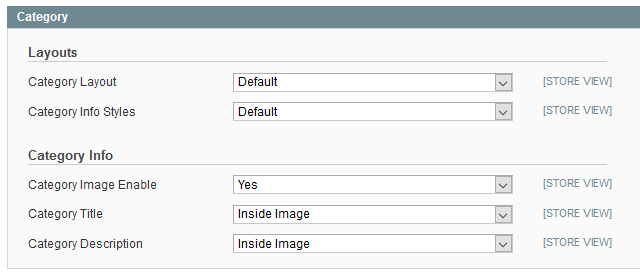 Category
Layouts
Category Layout Default [STORE VIEW]
Category Info Styles Default [STORE VIEW]
Category Info
Category Image Enable Yes [STORE VIEW]
Category Title Inside Image [STORE VIEW]
Category Description Inside Image [STORE VIEW]